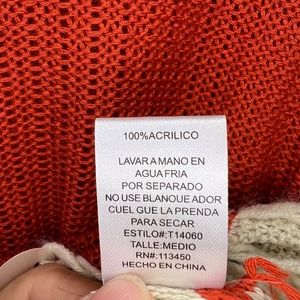 100%ACRILICO
LAVAR A MANO EN
AGUA FRIA
POR SEPARADO
NO USE BLANQUE ADOR
CUEL GUE LA PRENDA
PARA SECAR
ESTILO#:T14060
TALLE:MEDIO
RN#:113450
HECHO EN CHINA